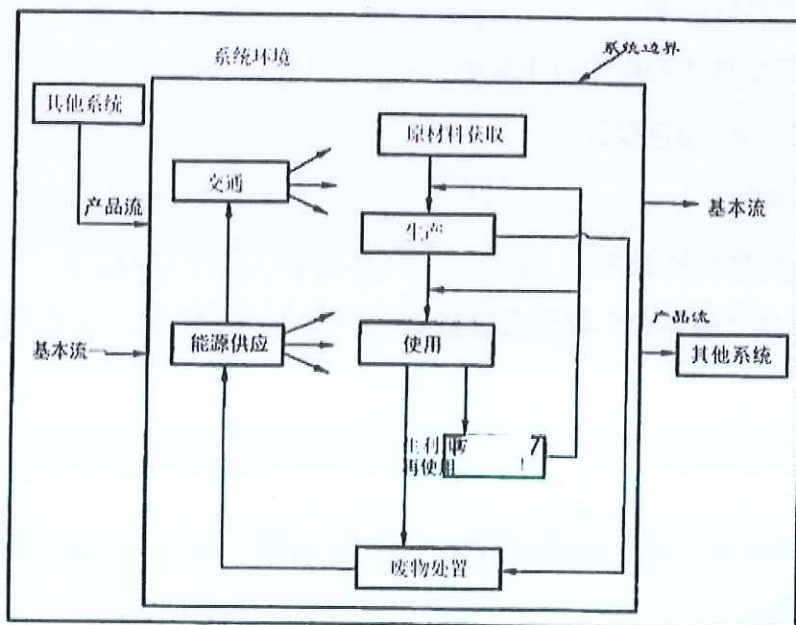 系统环境
系统边界
其他系统
原材料获取
交通
产品流
基本流
生产
产品流
基本流
能源供应
使用
其他系统
再使用
废物处置